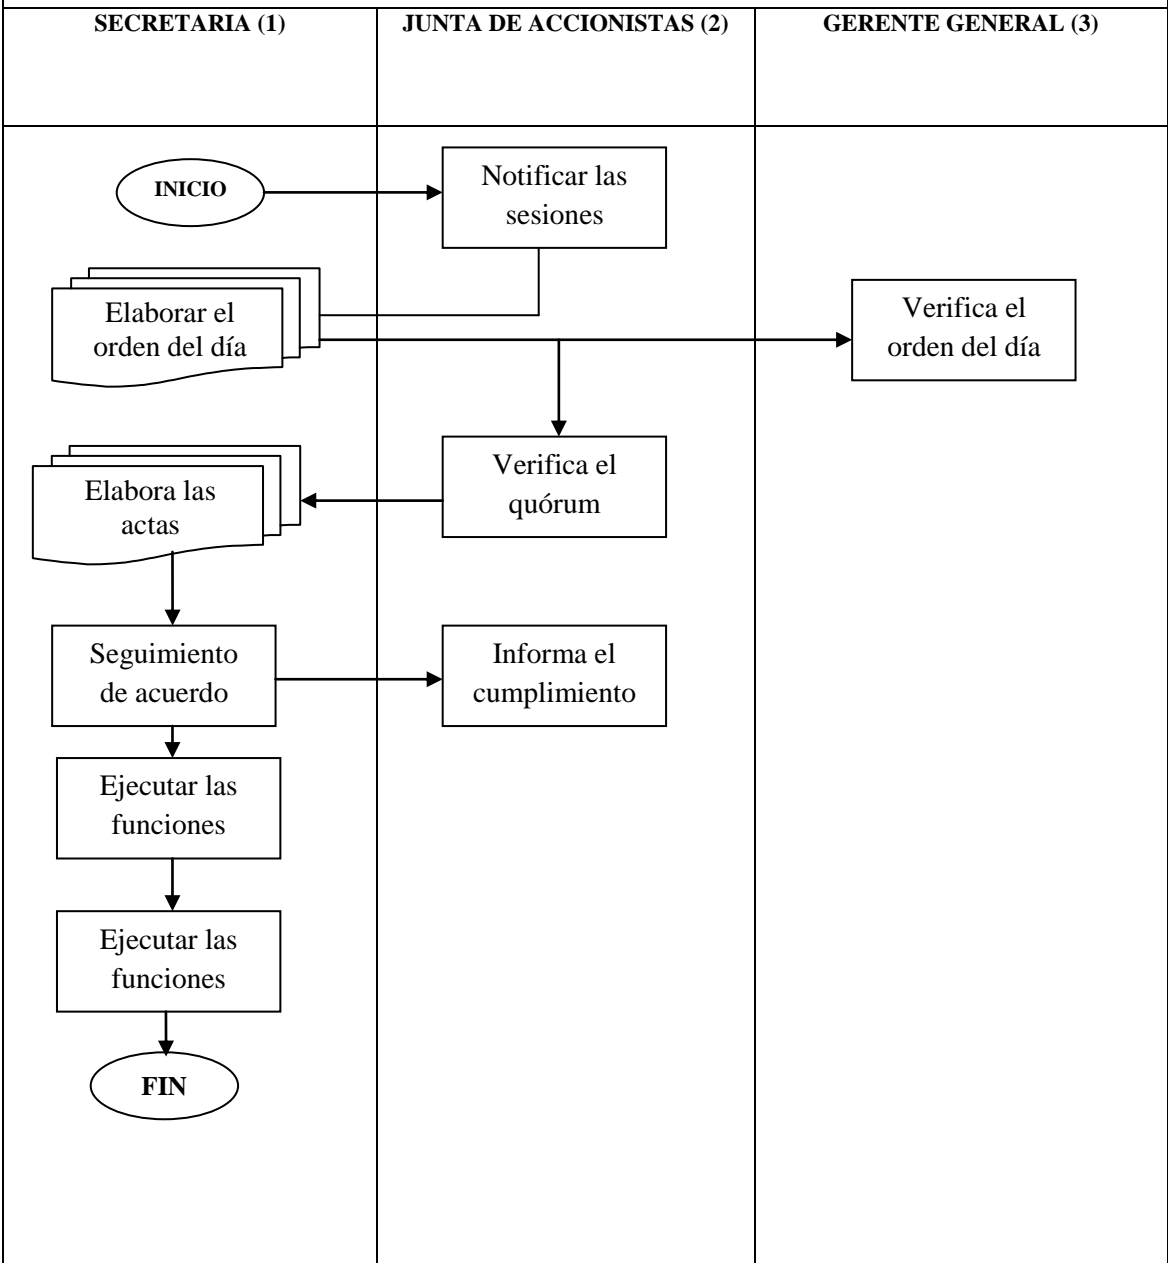 SECRETARIA (1)
JUNTA DE ACCIONISTAS (2)
GERENTE GENERAL (3)
INICIO
Notificar las
sesiones
Elaborar el
orden del día
Verifica el
orden del día
Verifica el
quórum
Elabora las
actas
Seguimiento
de acuerdo
Informa el
cumplimiento
Ejecutar las
funciones
Ejecutar las
funciones
FIN